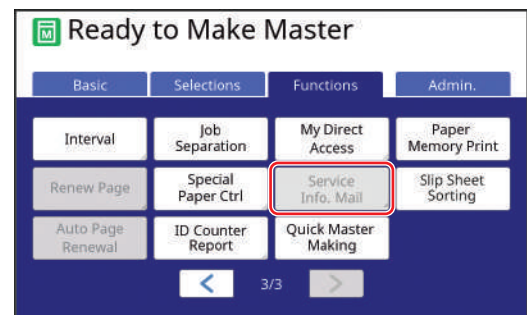 M Ready to Make Master
Basic Selections Functions Admin.
Interval
Job
Separation
My Direct
Access
Paper
Memory Print
Renew Page
Special
Paper Ctrl
Service
Info. Mail
Slip Sheet
Sorting
Auto Page
Renewal
ID Counter
Report
Quick Master
Making
< 3/3 >